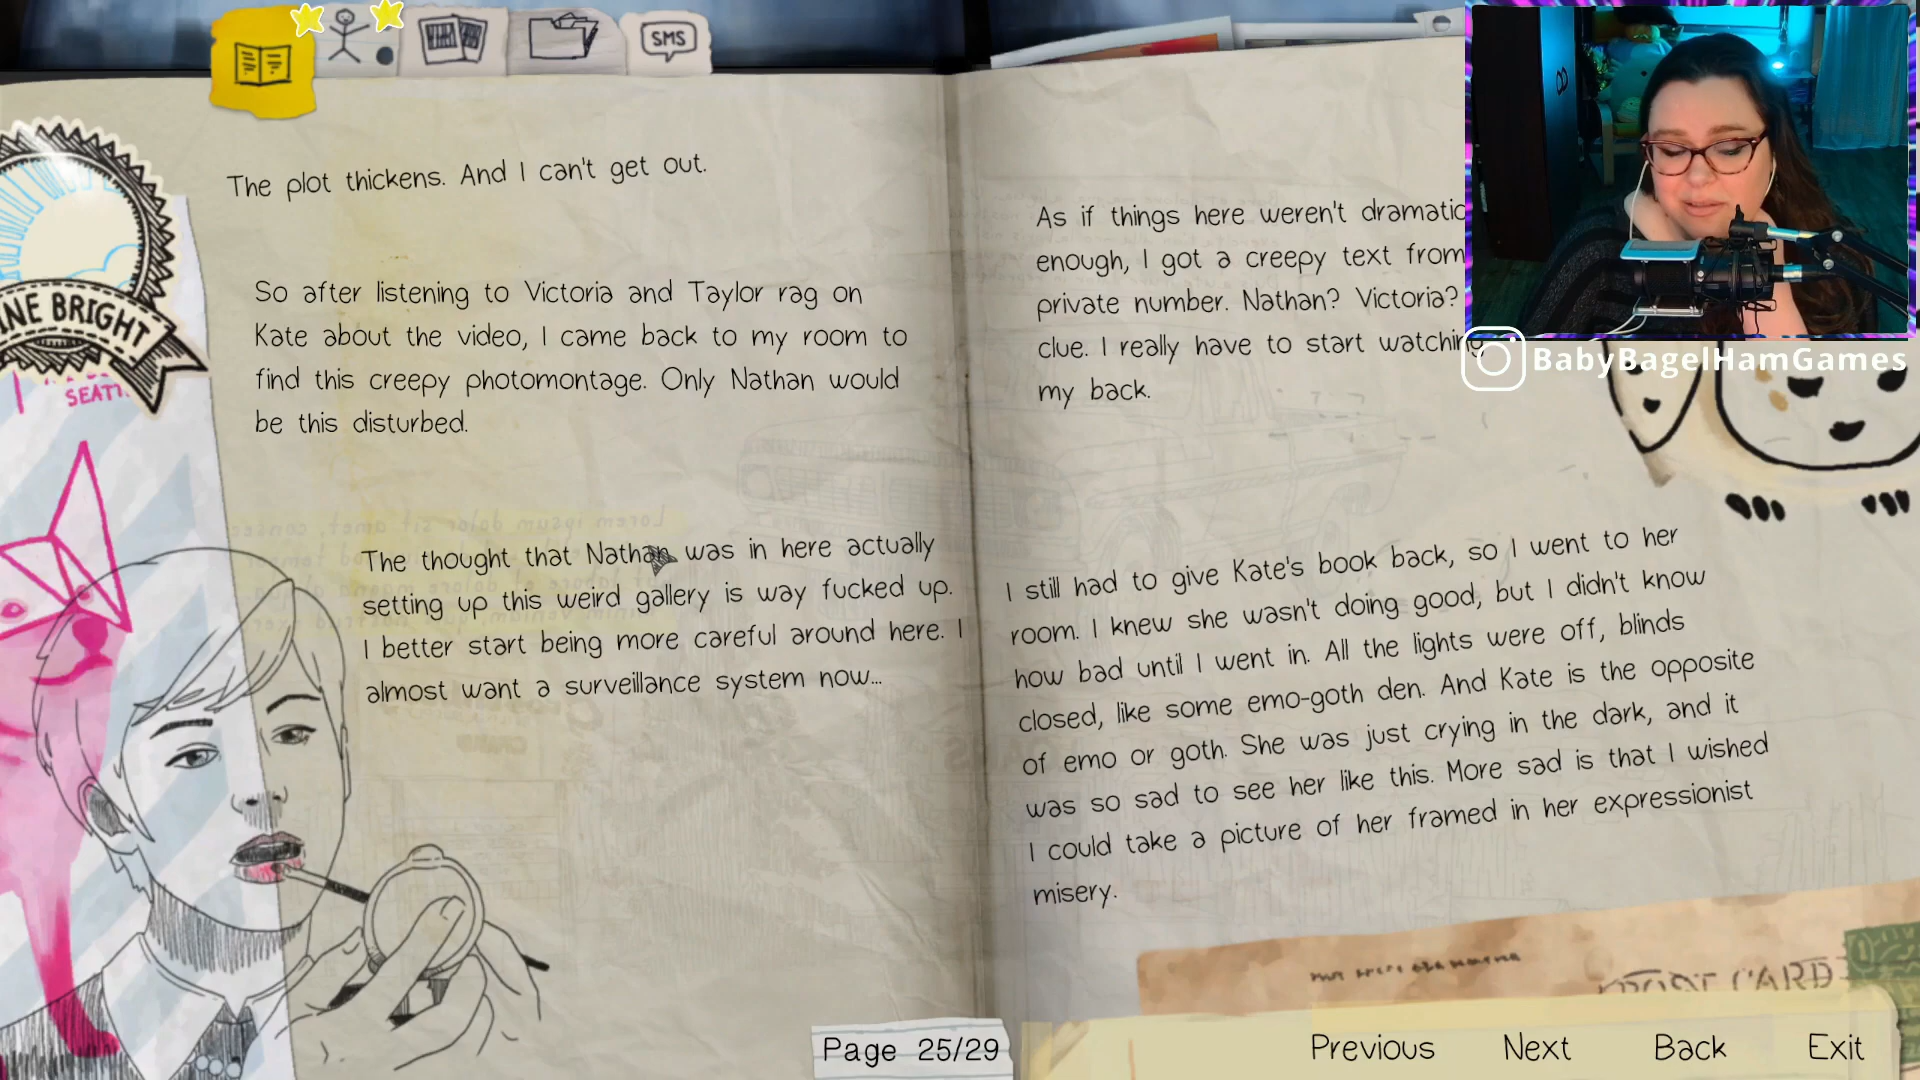 SMS
The plot thickens. And I can't get out.
So after listening to Victoria and Taylor rag on
Kate about the video, I came back to my room to
find this creepy photomontage. Only Nathan would
be this disturbed.
The thought that Nathan was in here actually
setting up this weird gallery is way fucked up.
I better start being more careful around here. I
almost want a surveillance system now...
INE BRIGHT
As if things here weren't dramatic
enough, I got a creepy text from
private number. Nathan? Victoria?
clue. I really have to start watching
my back.
BabyBagelHamGames
I still had to give Kate's book back, so I went to her
room. I knew she wasn't doing good, but I didn't know
how bad until I went in. All the lights were off, blinds
closed, like some emo-goth den. And Kate is the opposite
of emo or goth. She was just crying in the dark, and it
was so sad to see her like this. More sad is that I wished
I could take a picture of her framed in her expressionist
misery.
POST CARD
Page 25/29
Previous
Next
Back
Exit